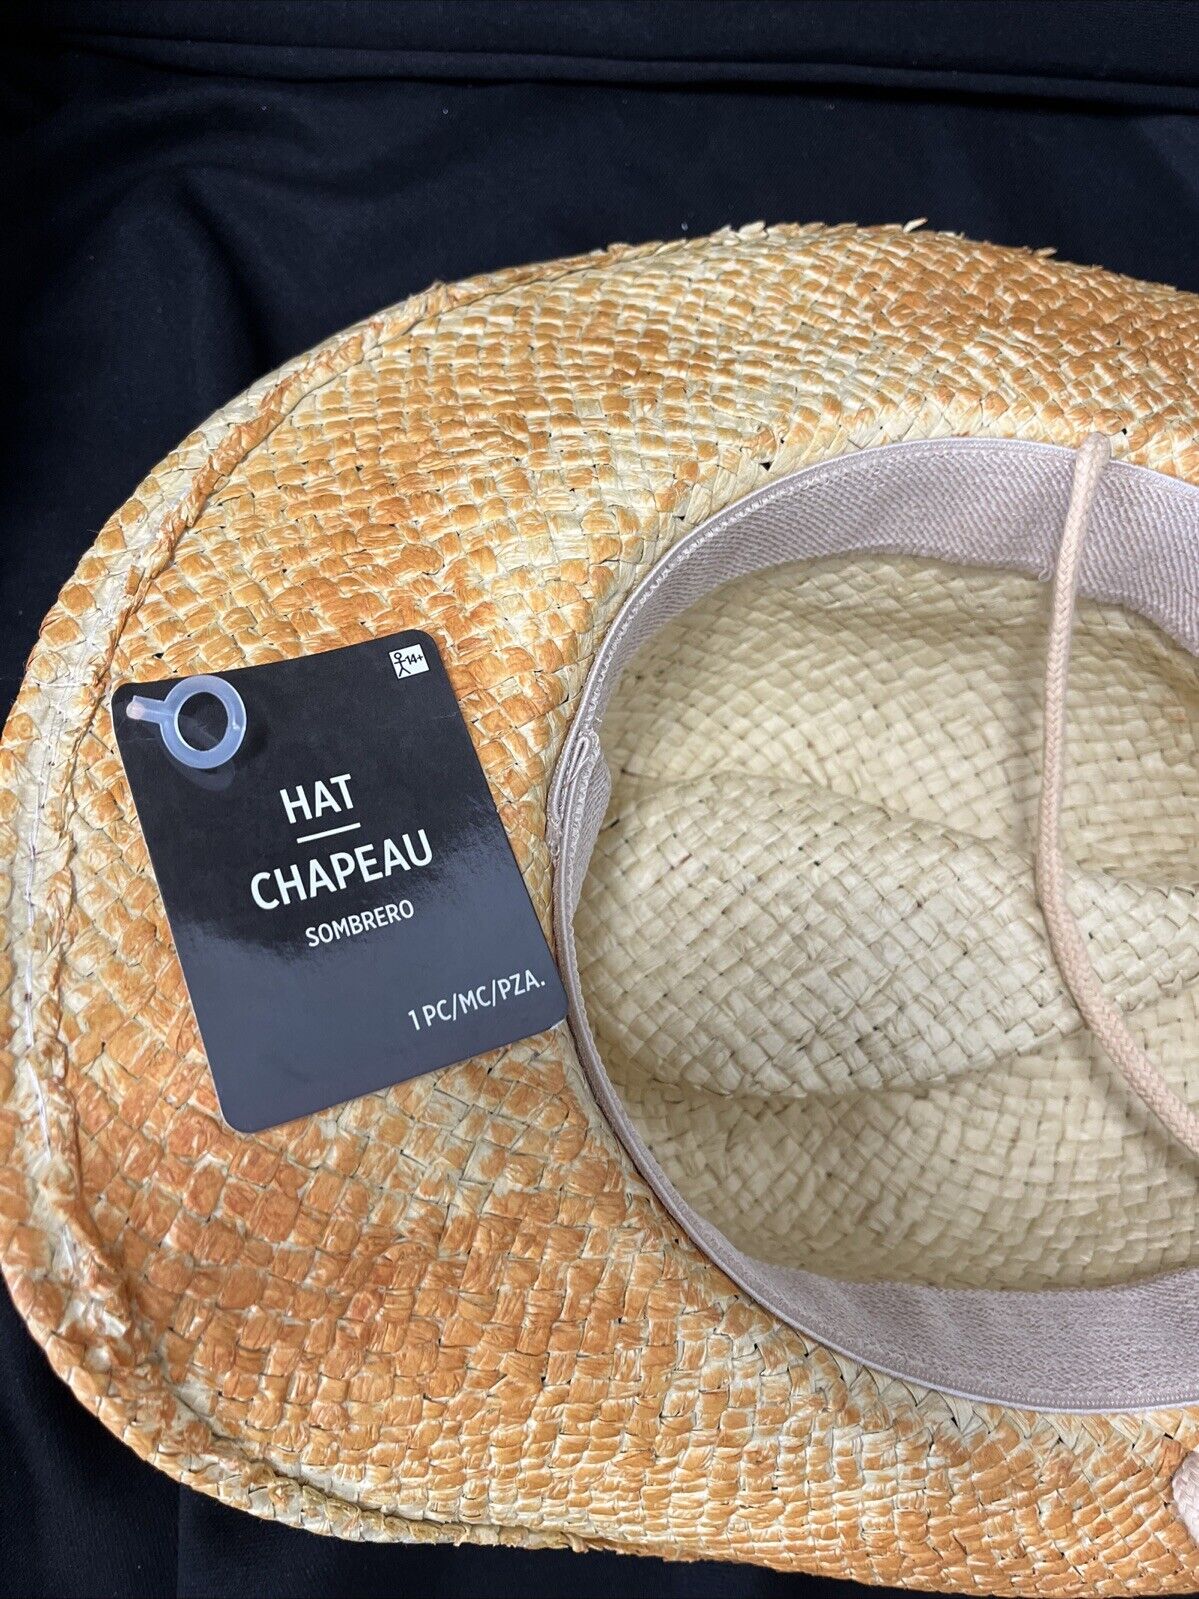 14+
HAT
CHAPEAU
SOMBRERO
1 PC/MC/PZA.